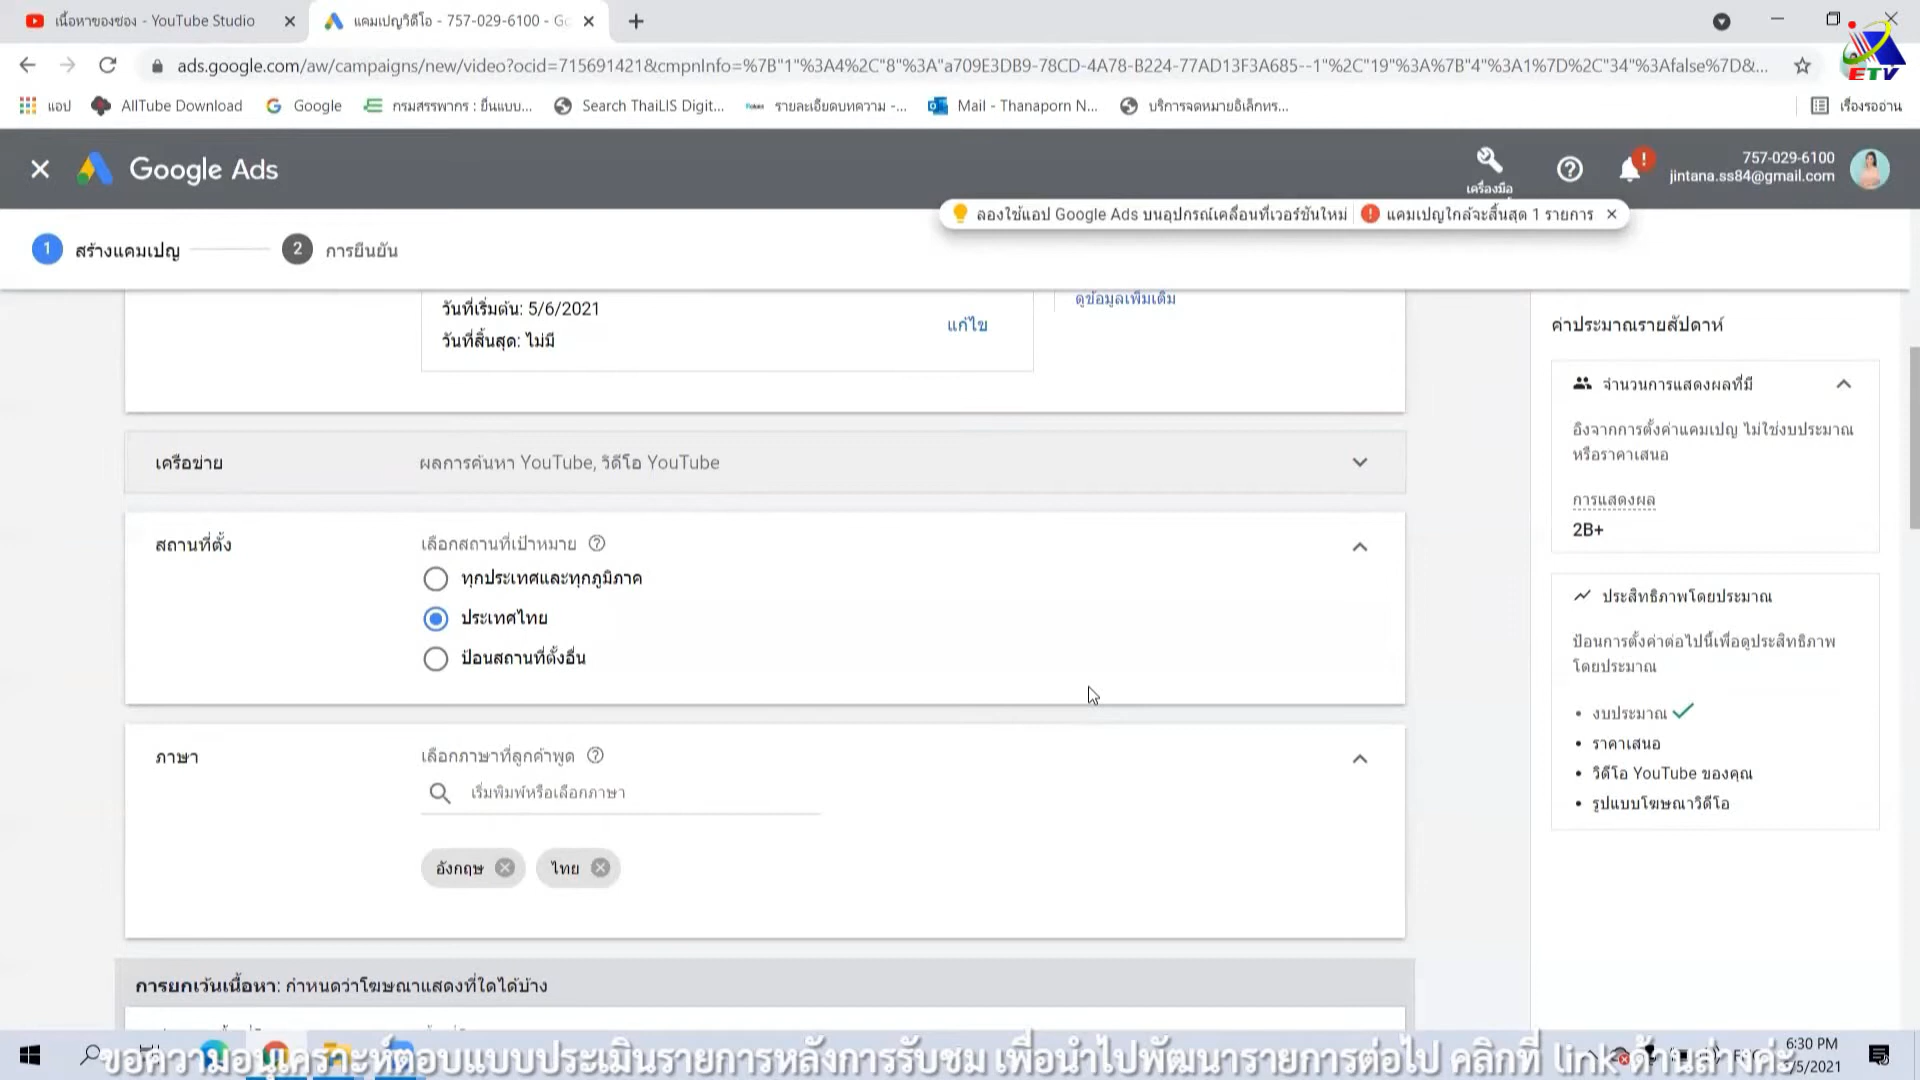 เนื้อหาของช่อง - YouTube Studio
แคมเปญวิดีโอ - 757-029-6100 - Go
ads.google.com/aw/campaigns/new/video?ocid=715691421&cmpnInfo=%7B"1"%3A4%2C"8"%3A"a709E3DB9-78CD-4A78-B224-77AD13F3A685--1"%2C"19"%3A%7B"4"%3A1%7D%2C"34"%3Afalse%7D&...
ETV
แอป
AllTube Download
Google
กรมสรรพากร : ยื่นแบบ...
Search ThaiLIS Digit...
รายละเอียดบทความ -...
Mail - Thanaporn N...
บริการจดหมายอิเล็กทร...
เรื่องรออ่าน
Google Ads
เครื่องมือ
757-029-6100
jintana.ss84@gmail.com
ลองใช้แอป Google Ads บนอุปกรณ์เคลื่อนที่เวอร์ชันใหม่
แคมเปญใกล้จะสิ้นสุด 1 รายการ
1 สร้างแคมเปญ
2 การยืนยัน
วันที่เริ่มต้น: 5/6/2021
วันที่สิ้นสุด: ไม่มี
แก้ไข
ดูข้อมูลเพิ่มเติม
เครือข่าย
ผลการค้นหา YouTube, วิดีโอ YouTube
สถานที่ตั้ง
เลือกสถานที่เป้าหมาย
ทุกประเทศและทุกภูมิภาค
ประเทศไทย
ป้อนสถานที่ตั้งอื่น
ภาษา
เลือกภาษาที่ลูกค้าพูด
เริ่มพิมพ์หรือเลือกภาษา
อังกฤษ
ไทย
การยกเว้นเนื้อหา: กำหนดว่าโฆษณาแสดงที่ใดได้บ้าง
ค่าประมาณรายสัปดาห์
จำนวนการแสดงผลที่มี
อิงจากการตั้งค่าแคมเปญ ไม่ใช่งบประมาณ
หรือราคาเสนอ
การแสดงผล
2B+
ประสิทธิภาพโดยประมาณ
ป้อนการตั้งค่าต่อไปนี้เพื่อดูประสิทธิภาพ
โดยประมาณ
• งบประมาณ
• ราคาเสนอ
• วิดีโอ YouTube ของคุณ
• รูปแบบโฆษณาวิดีโอ
ขอความอนุเคราะห์ตอบแบบประเมินรายการหลังการรับชม เพื่อนำไปพัฒนารายการต่อไป คลิกที่ link ด้านล่างค่ะ
6:30 PM
/5/2021